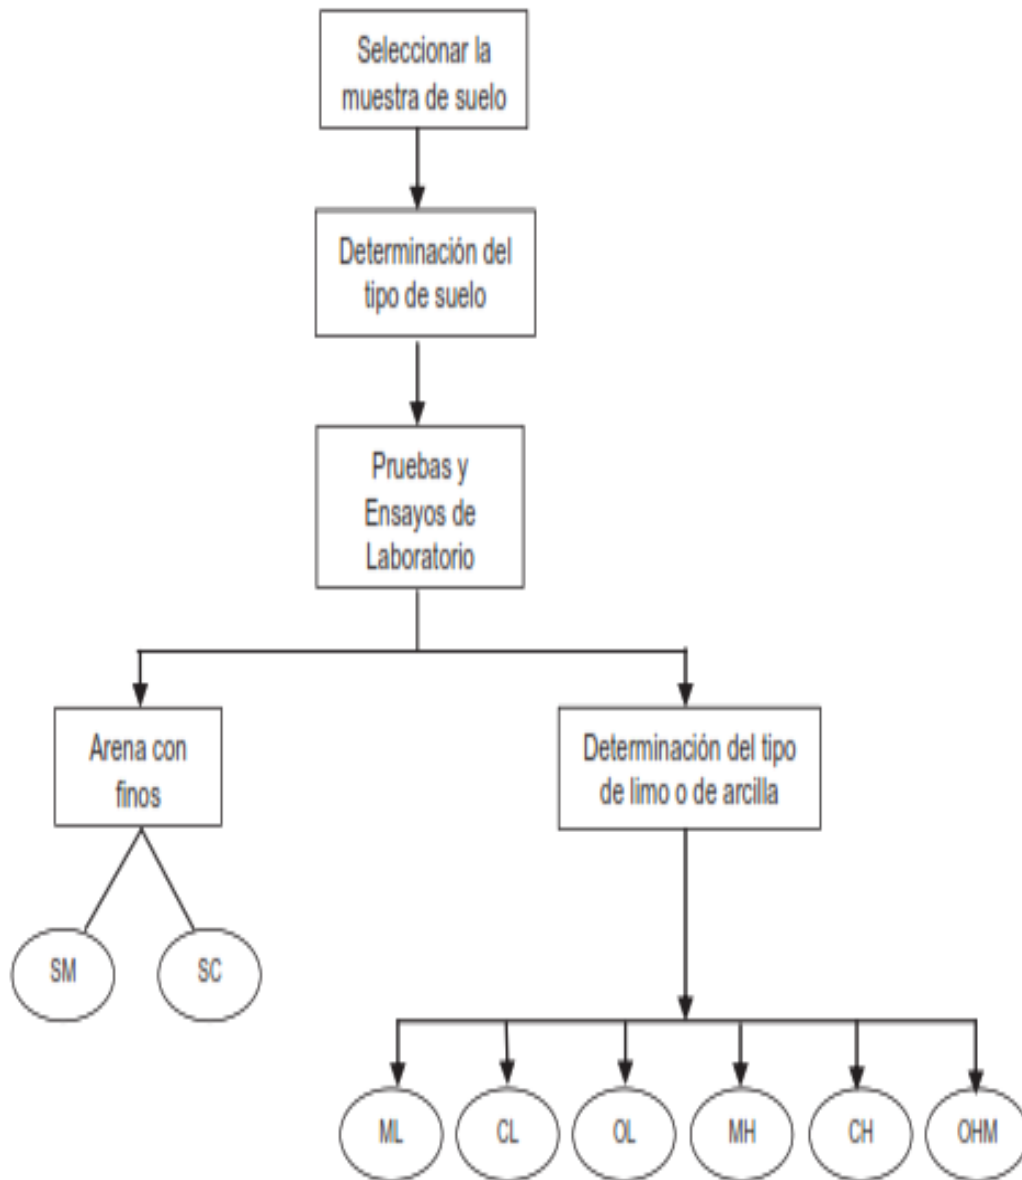 Seleccionar la
muestra de suelo
Determinación del
tipo de suelo
Pruebas y
Ensayos de
Laboratorio
Arena con
finos
Determinación del tipo
de limo o de arcilla
SM
SC
ML
CL
OL
MH
CH
OHM